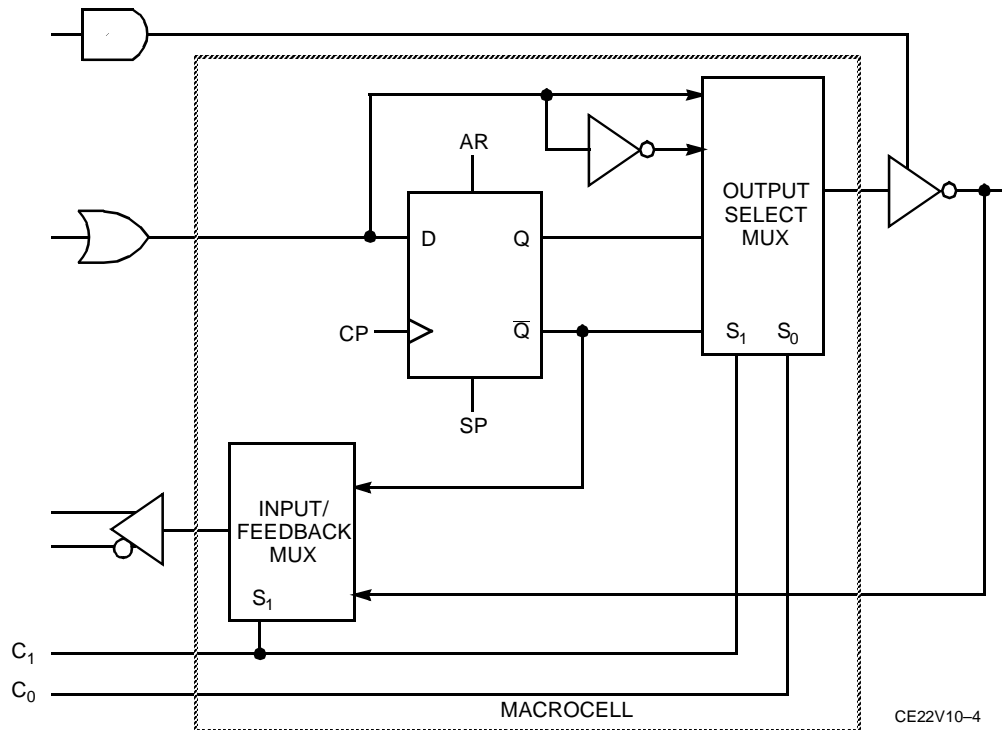 AR
OUTPUT
SELECT
MUX
D Q
CP Q̅
S₁ S₀
SP
INPUT/
FEEDBACK
MUX
S₁
C₁
C₀
MACROCELL
CE22V10–4